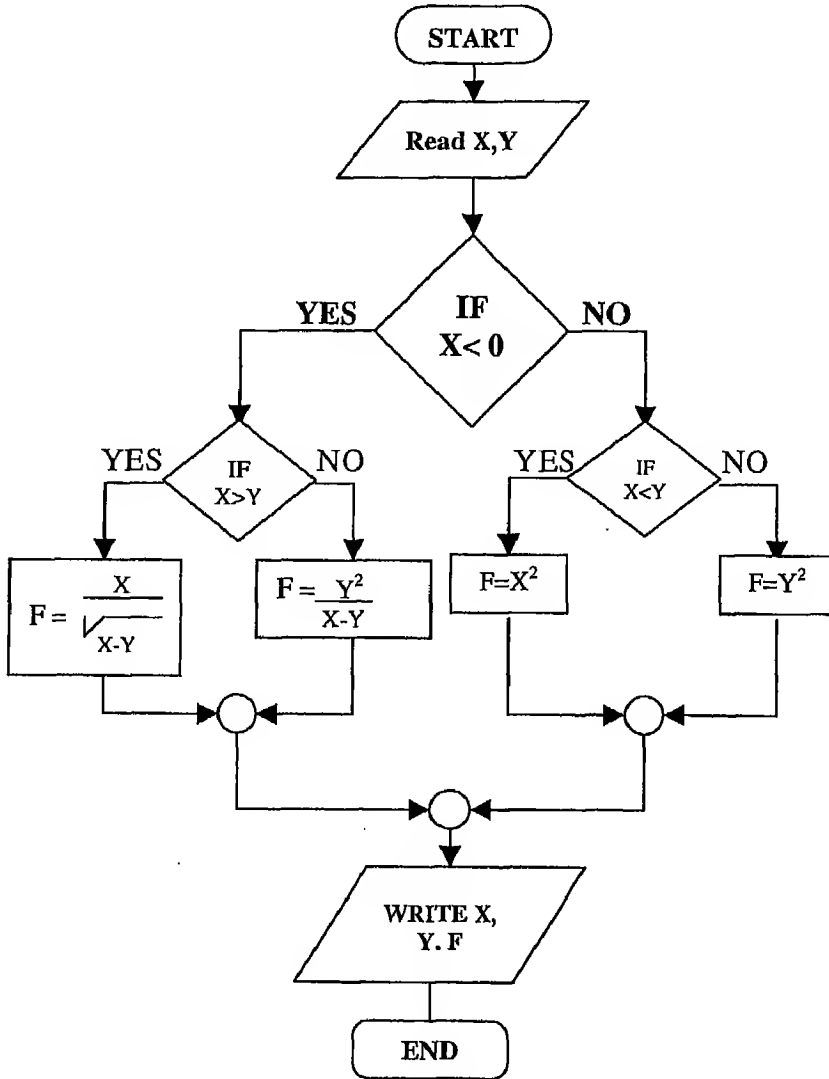 START
Read X,Y
IF
X< 0
YES
NO
IF
X>Y
YES
NO
IF
X<Y
YES
NO
F = X
√
X-Y
F = Y²
X-Y
F=X²
F=Y²
WRITE X,
Y. F
END